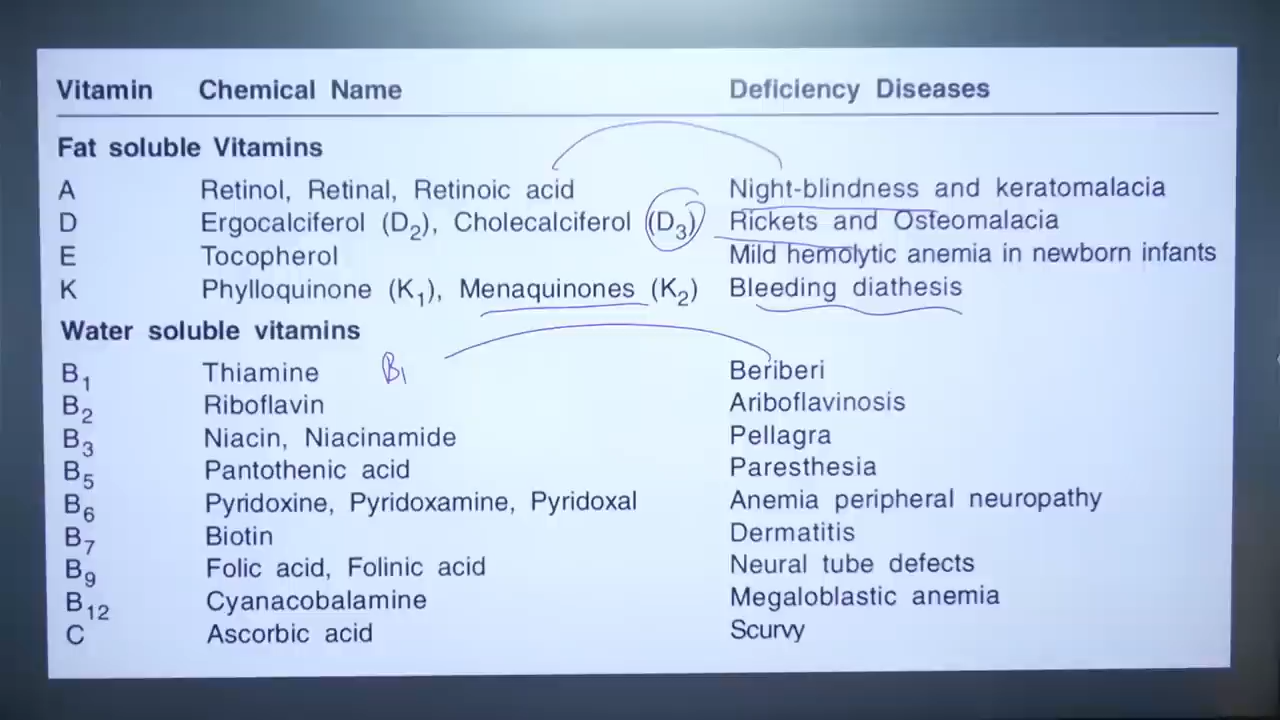 Vitamin Chemical Name Deficiency Diseases
Fat soluble Vitamins
A Retinol, Retinal, Retinoic acid Night-blindness and keratomalacia
D Ergocalciferol (D₂), Cholecalciferol (D₃) Rickets and Osteomalacia
E Tocopherol Mild hemolytic anemia in newborn infants
K Phylloquinone (K₁), Menaquinones (K₂) Bleeding diathesis
Water soluble vitamins
B₁ Thiamine B₁ Beriberi
B₂ Riboflavin Ariboflavinosis
B₃ Niacin, Niacinamide Pellagra
B₅ Pantothenic acid Paresthesia
B₆ Pyridoxine, Pyridoxamine, Pyridoxal Anemia peripheral neuropathy
B₇ Biotin Dermatitis
B₉ Folic acid, Folinic acid Neural tube defects
B₁₂ Cyanacobalamine Megaloblastic anemia
C Ascorbic acid Scurvy